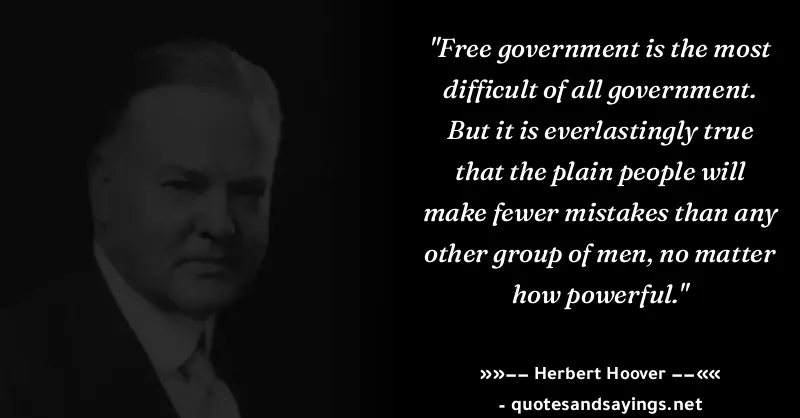 "Free government is the most
difficult of all government.
But it is everlastingly true
that the plain people will
make fewer mistakes than any
other group of men, no matter
how powerful."
»»−− Herbert Hoover −−««
- quotesandsayings.net